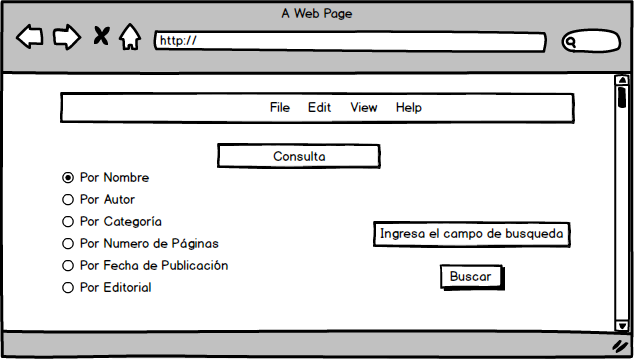 A Web Page
http://
File Edit View Help
Consulta
Por Nombre
Por Autor
Por Categoría
Por Numero de Páginas
Por Fecha de Publicación
Por Editorial
Ingresa el campo de busqueda
Buscar